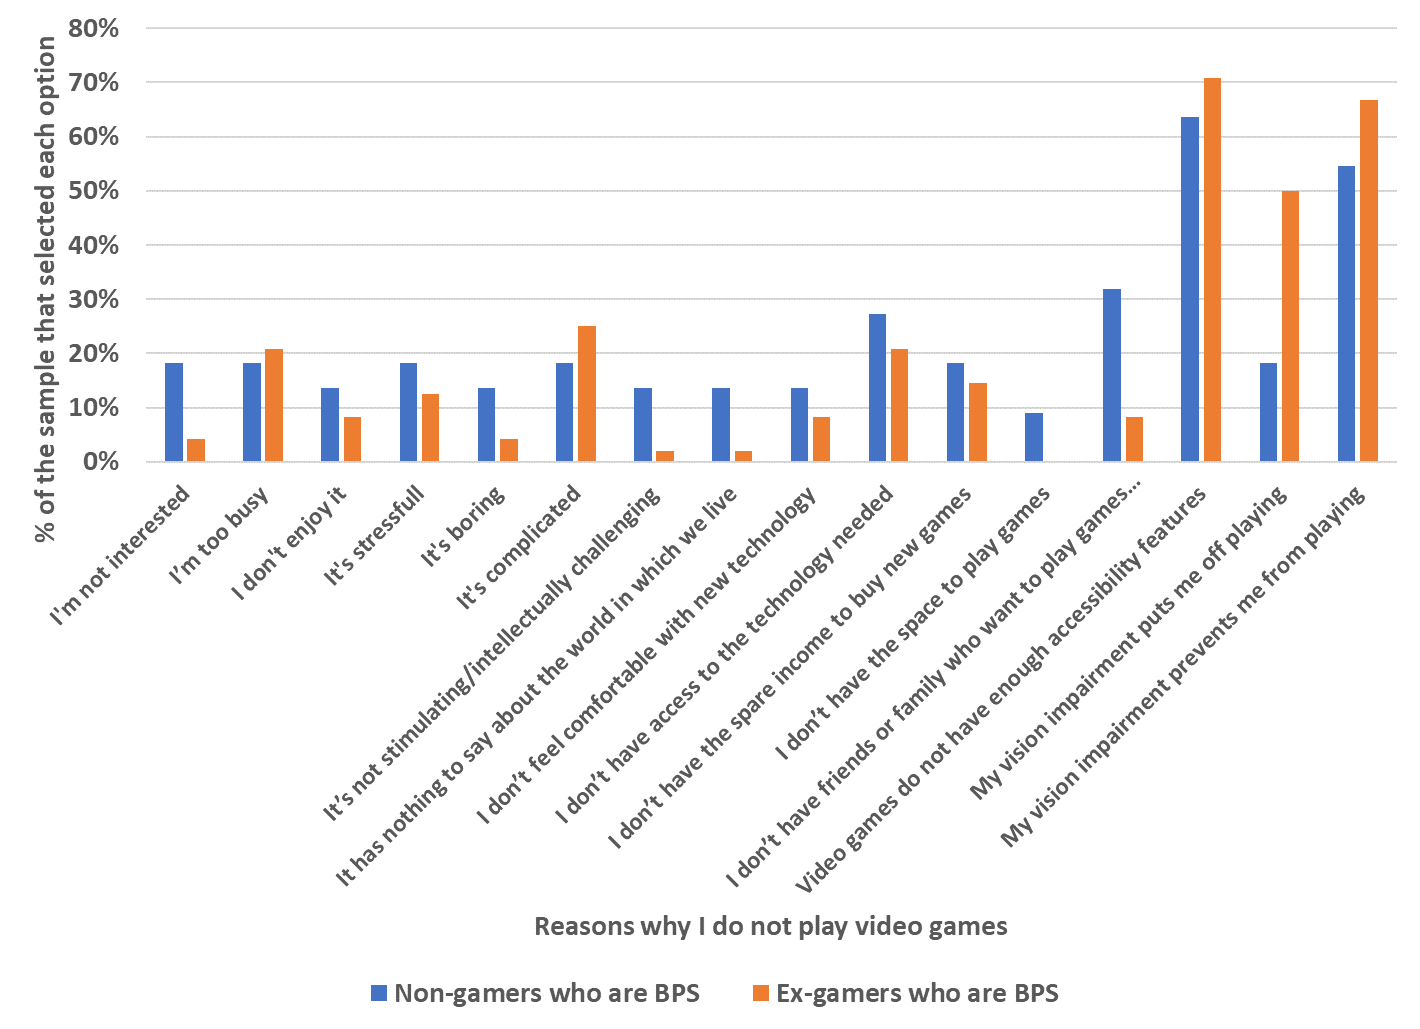 80%
70%
60%
50%
40%
30%
20%
10%
0%
% of the sample that selected each option
I'm not interested
I’m too busy
I don't enjoy it
It's stressfull
It's boring
It's complicated
It’s not stimulating/intellectually challenging
It has nothing to say about the world in which we live
I don’t feel comfortable with new technology
I don’t have access to the technology needed
I don’t have the spare income to buy new games
I don’t have the space to play games
I don’t have friends or family who want to play games...
Video games do not have enough accessibility features
My vision impairment puts me off playing
My vision impairment prevents me from playing
Reasons why I do not play video games
Non-gamers who are BPS
Ex-gamers who are BPS